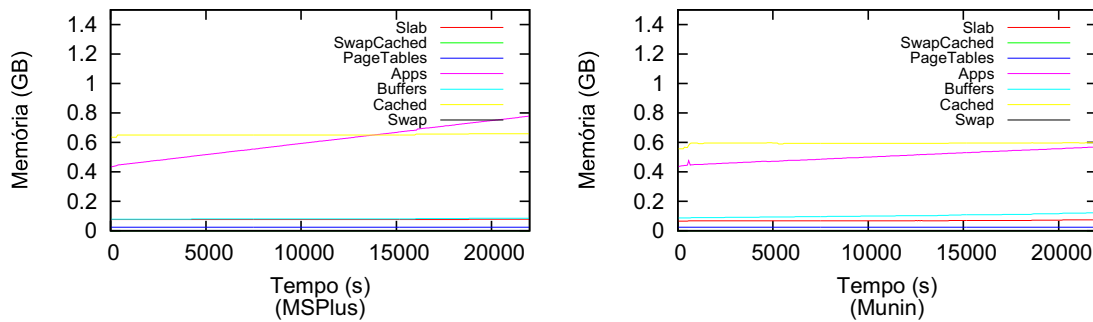 1.4
1.2
1
0.8
0.6
0.4
0.2
0
Memória (GB)
Slab
SwapCached
PageTables
Apps
Buffers
Cached
Swap
0 5000 10000 15000 20000
Tempo (s)
(MSPlus)
1.4
1.2
1
0.8
0.6
0.4
0.2
0
Memória (GB)
Slab
SwapCached
PageTables
Apps
Buffers
Cached
Swap
0 5000 10000 15000 20000
Tempo (s)
(Munin)